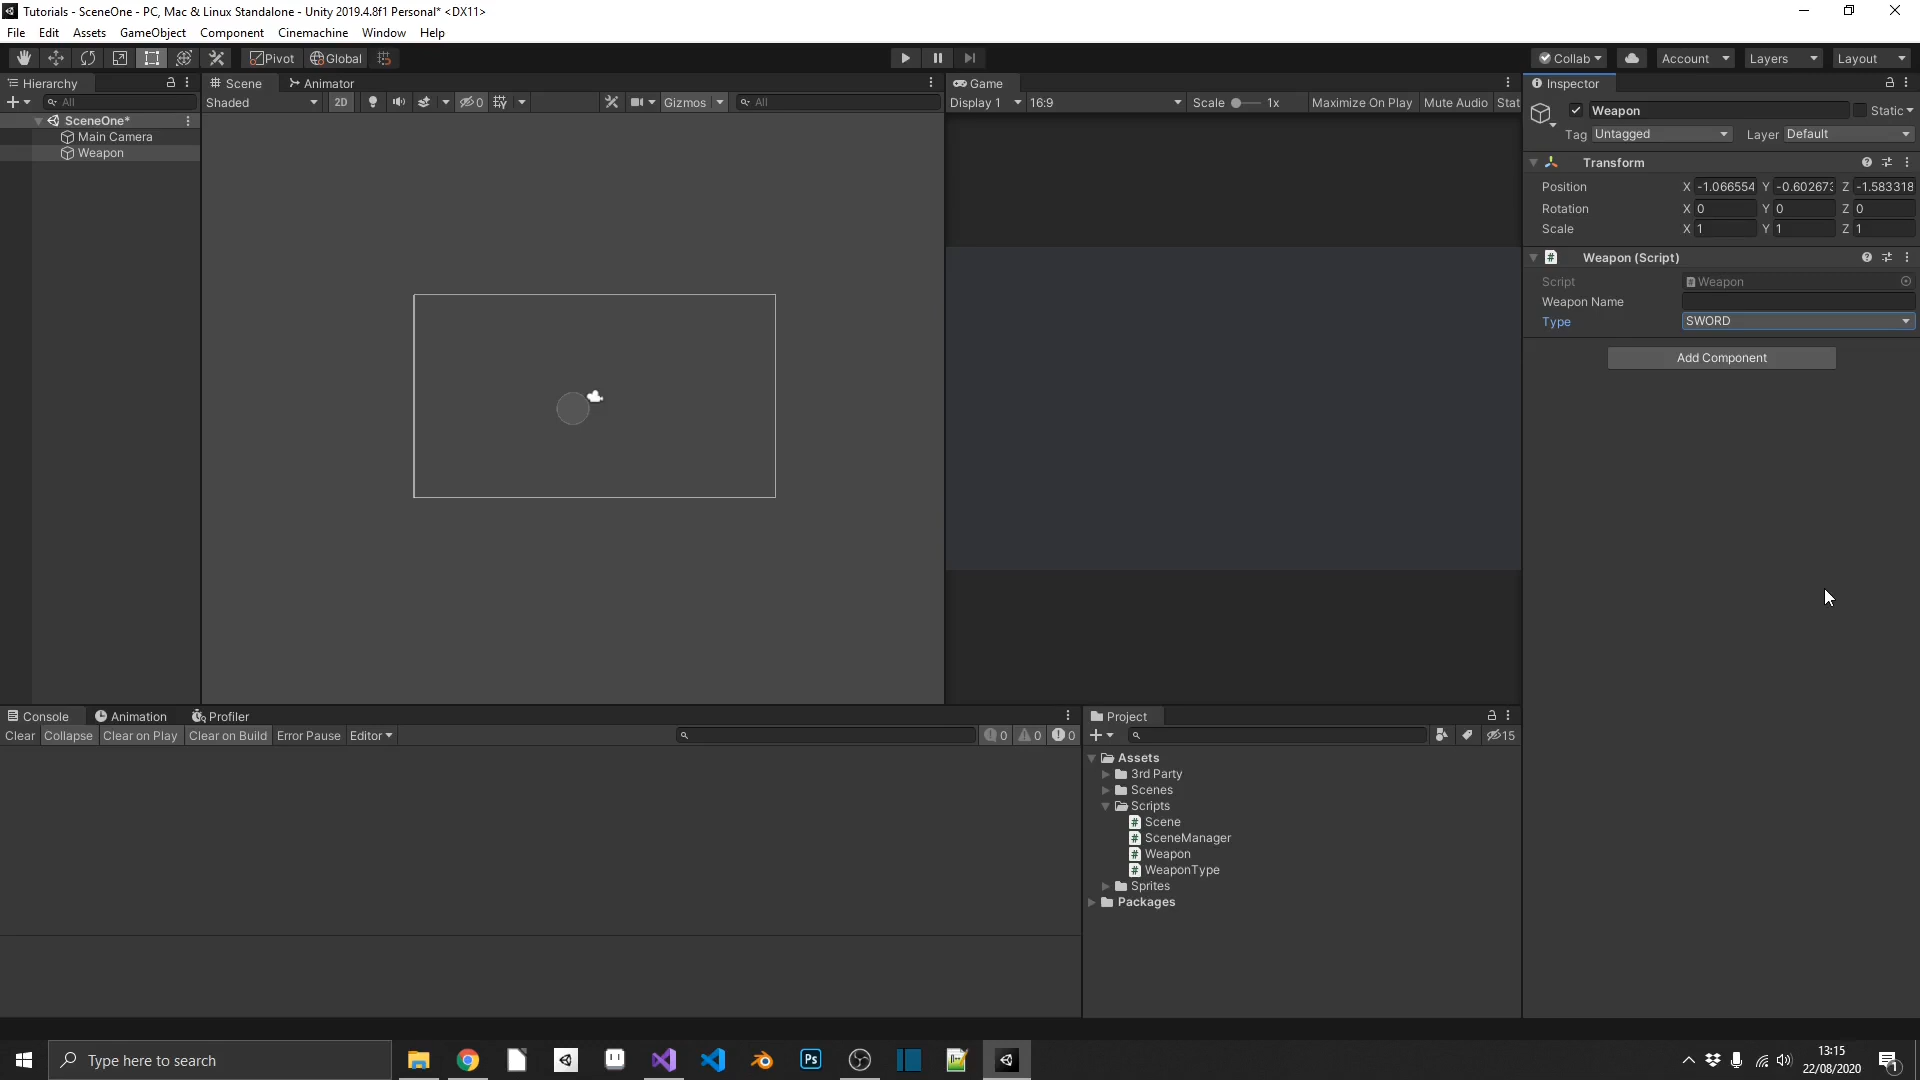 Tutorials - SceneOne - PC, Mac & Linux Standalone - Unity 2019.4.8f1 Personal* <DX11>
File Edit Assets GameObject Component Cinemachine Window Help
Pivot Global Collab Account Layers Layout
Hierarchy
All
SceneOne*
Main Camera
Weapon
Scene Animator
Shaded 2D 0 Gizmos All
Game
Display 1 16:9 Scale 1x Maximize On Play Mute Audio Stat
Inspector
Weapon Static
Tag Untagged Layer Default
Transform
Position X -1.066554 Y -0.602673 Z -1.583318
Rotation X 0 Y 0 Z 0
Scale X 1 Y 1 Z 1
# Weapon (Script)
Script Weapon
Weapon Name
Type SWORD
Add Component
Console Animation Profiler
Clear Collapse Clear on Play Clear on Build Error Pause Editor 0 0 0
Project
15
Assets
3rd Party
Scenes
Scripts
# Scene
# SceneManager
# Weapon
# WeaponType
Sprites
Packages
Type here to search
Ps
13:15
22/08/2020
1